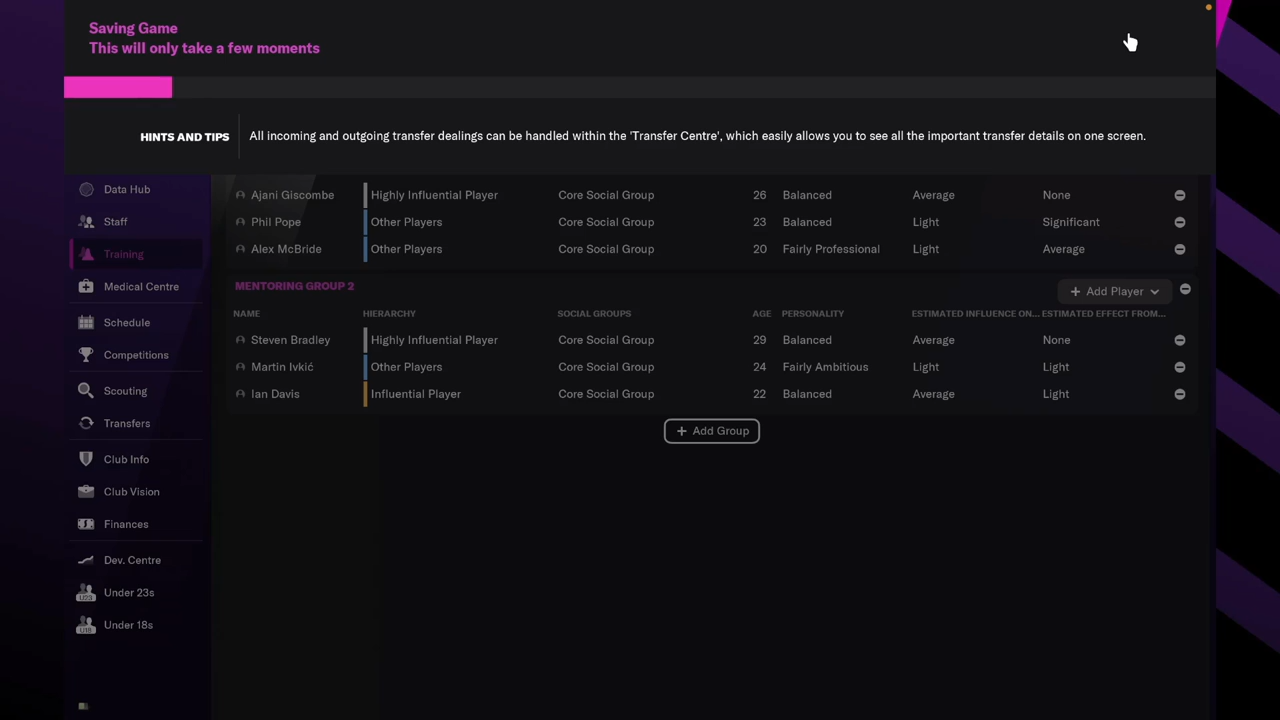 Saving Game
This will only take a few moments
HINTS AND TIPS All incoming and outgoing transfer dealings can be handled within the 'Transfer Centre', which easily allows you to see all the important transfer details on one screen.
Data Hub
Staff
Training
Medical Centre
Schedule
Competitions
Scouting
Transfers
Club Info
Club Vision
Finances
Dev. Centre
U23 Under 23s
U18 Under 18s
Ajani Giscombe Highly Influential Player Core Social Group 26 Balanced Average None
Phil Pope Other Players Core Social Group 23 Balanced Light Significant
Alex McBride Other Players Core Social Group 20 Fairly Professional Light Average
MENTORING GROUP 2 + Add Player
NAME HIERARCHY SOCIAL GROUPS AGE PERSONALITY ESTIMATED INFLUENCE ON... ESTIMATED EFFECT FROM...
Steven Bradley Highly Influential Player Core Social Group 29 Balanced Average None
Martin Ivkić Other Players Core Social Group 24 Fairly Ambitious Light Light
Ian Davis Influential Player Core Social Group 22 Balanced Average Light
+ Add Group